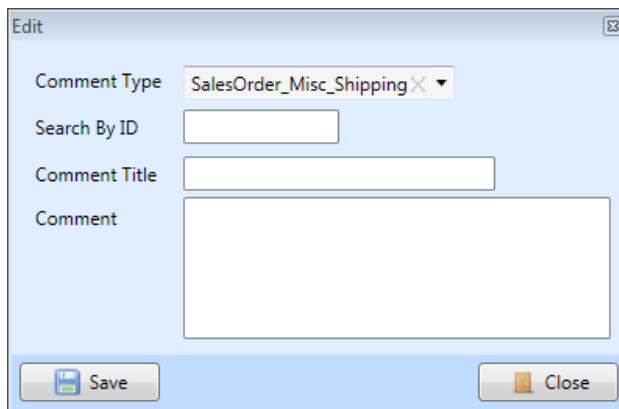 Edit
Comment Type SalesOrder_Misc_Shipping
Search By ID
Comment Title
Comment
Save Close